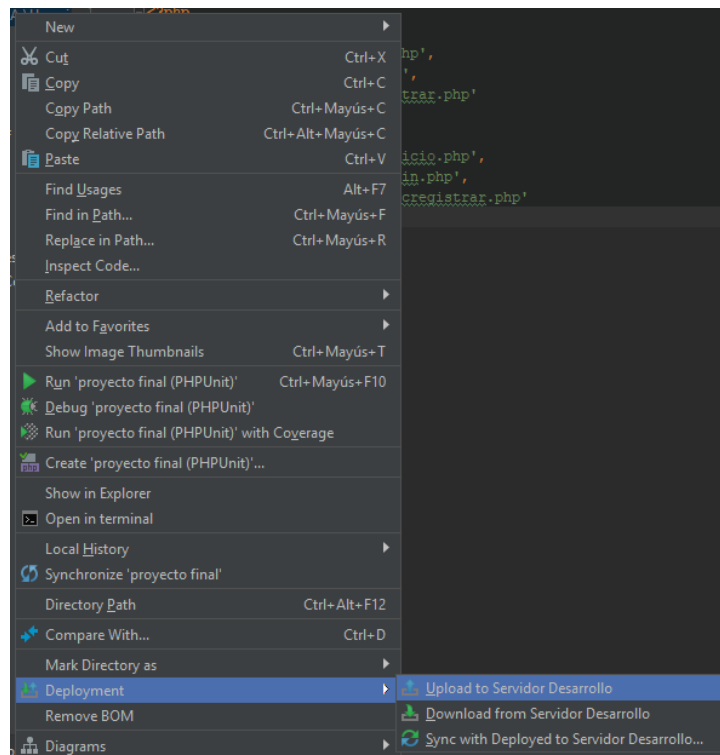 <?php
New
Cut Ctrl+X
hp',
Copy Ctrl+C
',
Copy Path Ctrl+Mayús+C
trar.php'
Copy Relative Path Ctrl+Alt+Mayús+C
Paste Ctrl+V
icio.php',
in.php',
Find Usages Alt+F7
cregistrar.php'
Find in Path... Ctrl+Mayús+F
Replace in Path... Ctrl+Mayús+R
Inspect Code...
Refactor
Add to Favorites
Show Image Thumbnails Ctrl+Mayús+T
Run 'proyecto final (PHPUnit)' Ctrl+Mayús+F10
Debug 'proyecto final (PHPUnit)'
Run 'proyecto final (PHPUnit)' with Coverage
Create 'proyecto final (PHPUnit)'...
Show in Explorer
Open in terminal
Local History
Synchronize 'proyecto final'
Directory Path Ctrl+Alt+F12
Compare With... Ctrl+D
Mark Directory as
Deployment
Upload to Servidor Desarrollo
Remove BOM
Download from Servidor Desarrollo
Diagrams
Sync with Deployed to Servidor Desarrollo...